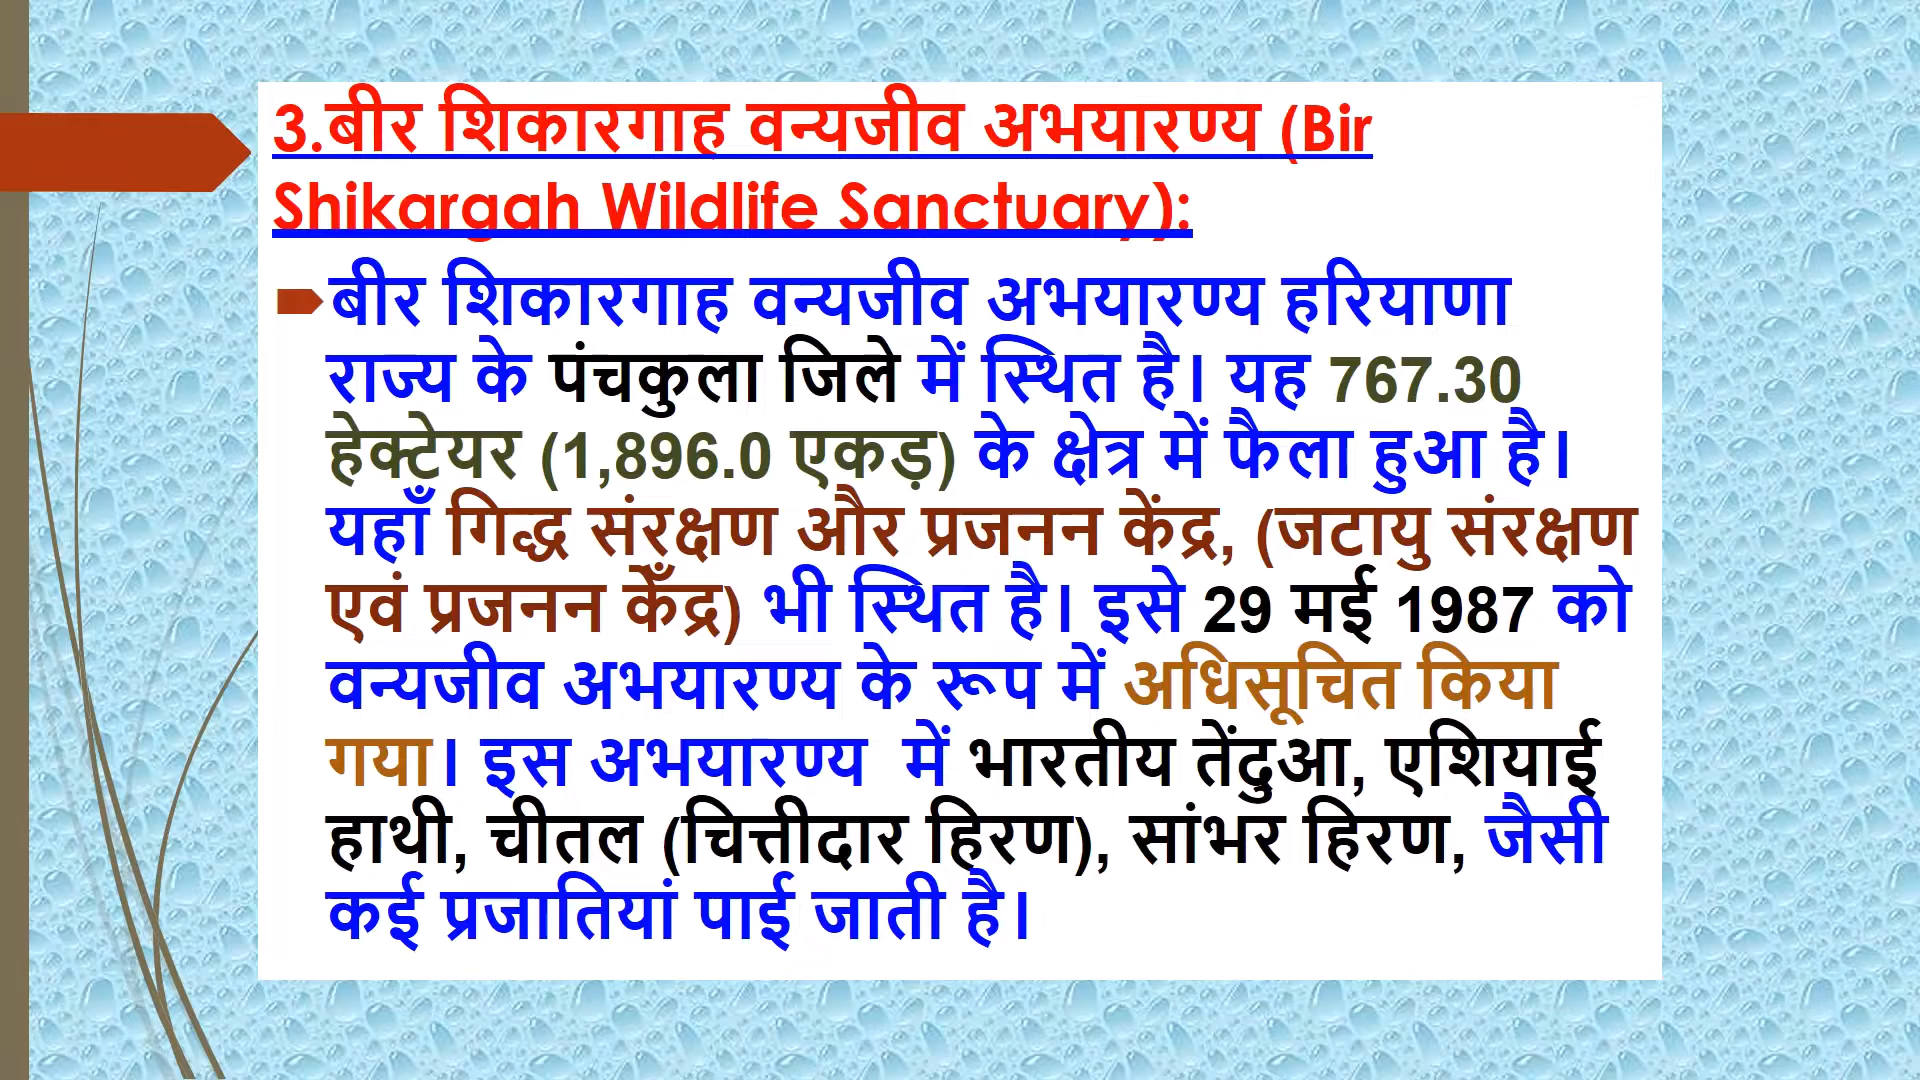 3.बीर शिकारगाह वन्यजीव अभयारण्य (Bir
Shikargah Wildlife Sanctuary):
बीर शिकारगाह वन्यजीव अभयारण्य हरियाणा
राज्य के पंचकुला जिले में स्थित है। यह 767.30
हेक्टेयर (1,896.0 एकड़) के क्षेत्र में फैला हुआ है।
यहाँ गिद्ध संरक्षण और प्रजनन केंद्र, (जटायु संरक्षण
एवं प्रजनन केँद्र) भी स्थित है। इसे 29 मई 1987 को
वन्यजीव अभयारण्य के रूप में अधिसूचित किया
गया। इस अभयारण्य में भारतीय तेंदुआ, एशियाई
हाथी, चीतल (चित्तीदार हिरण), सांभर हिरण, जैसी
कई प्रजातियां पाई जाती है।